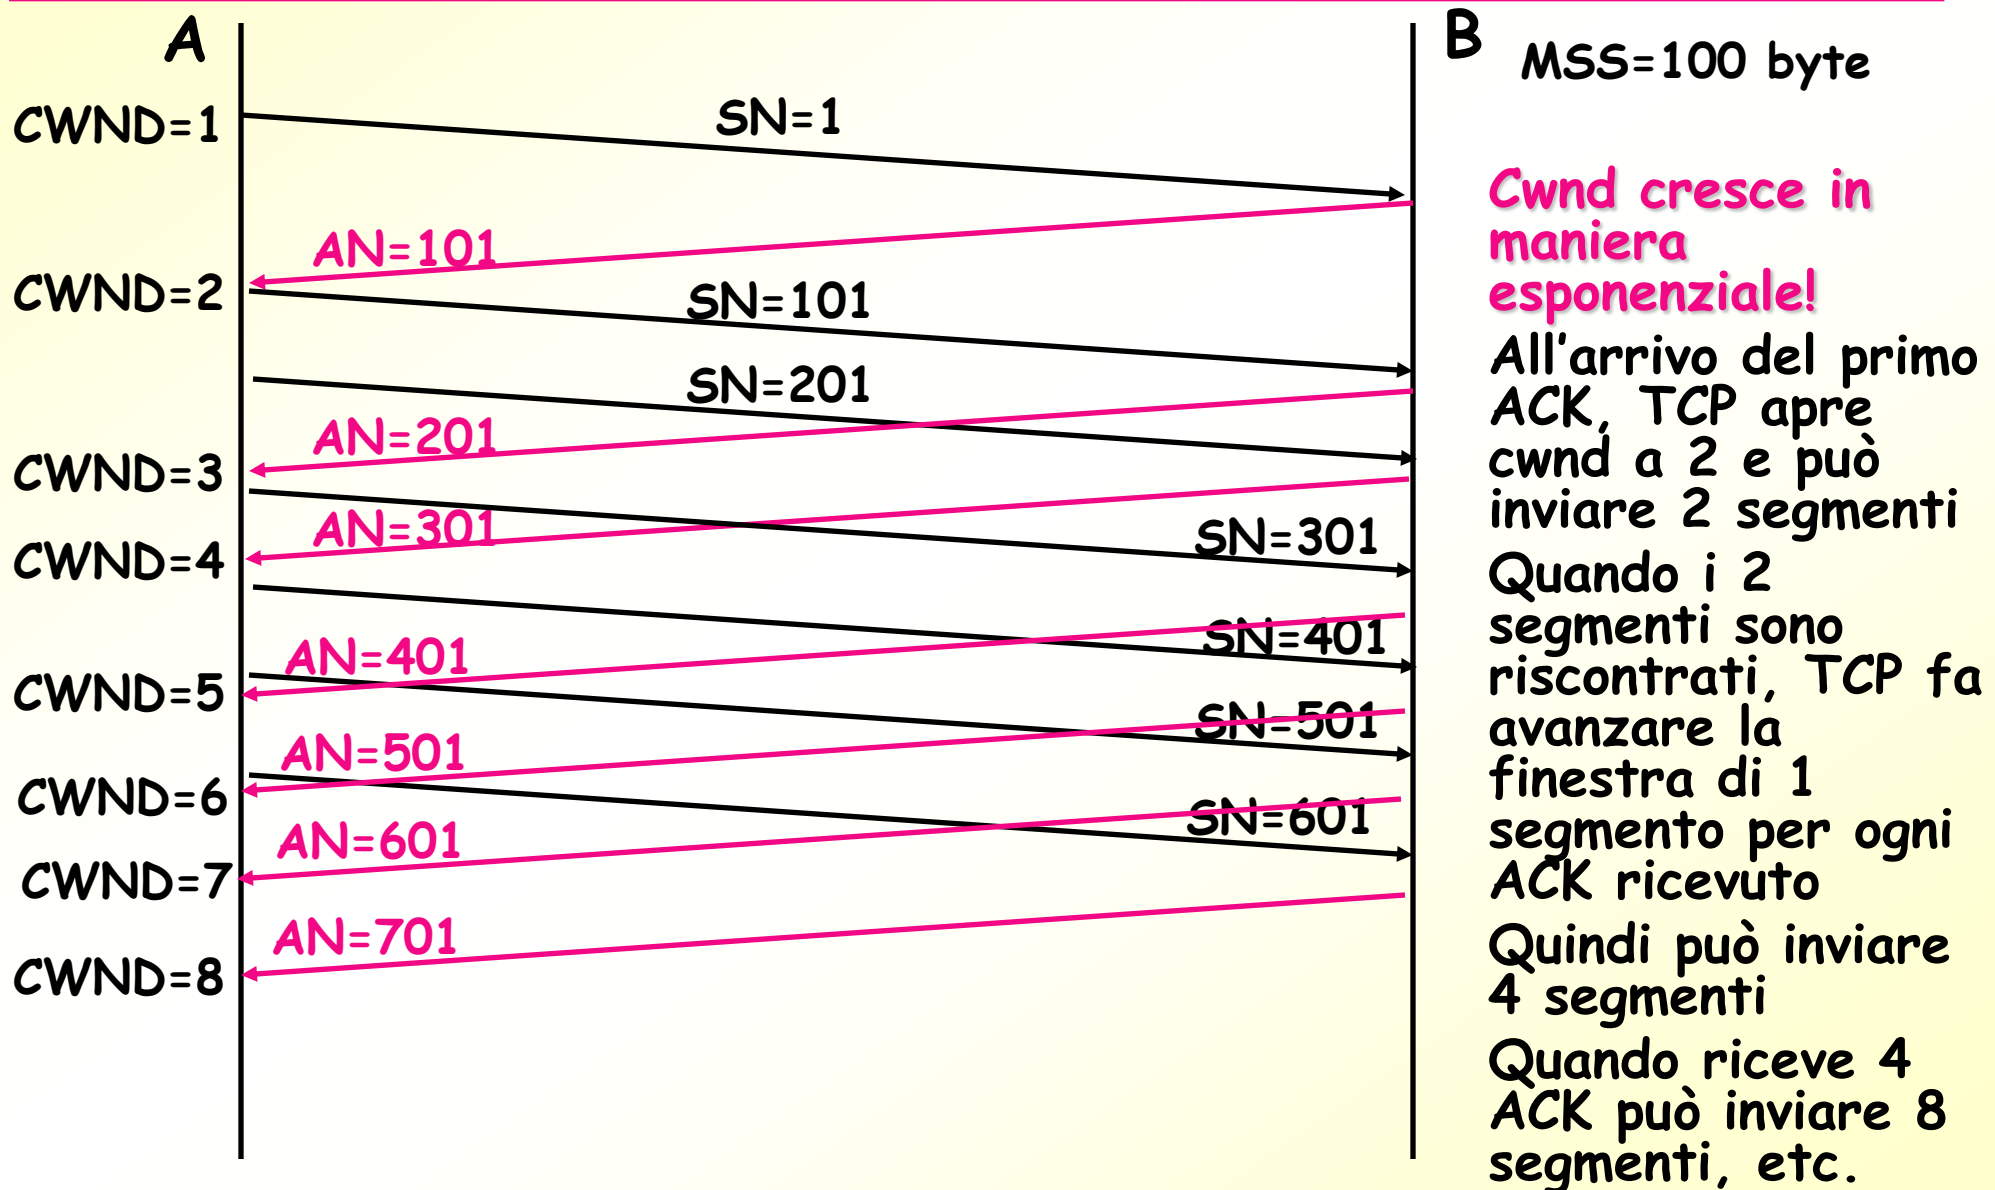 A
B
MSS=100 byte
CWND=1
SN=1
AN=101
CWND=2
SN=101
SN=201
AN=201
CWND=3
AN=301
SN=301
CWND=4
SN=401
AN=401
CWND=5
SN=501
AN=501
CWND=6
SN=601
AN=601
CWND=7
AN=701
CWND=8
Cwnd cresce in
maniera
esponenziale!
All'arrivo del primo
ACK, TCP apre
cwnd a 2 e può
inviare 2 segmenti
Quando i 2
segmenti sono
riscontrati, TCP fa
avanzare la
finestra di 1
segmento per ogni
ACK ricevuto
Quindi può inviare
4 segmenti
Quando riceve 4
ACK può inviare 8
segmenti, etc.